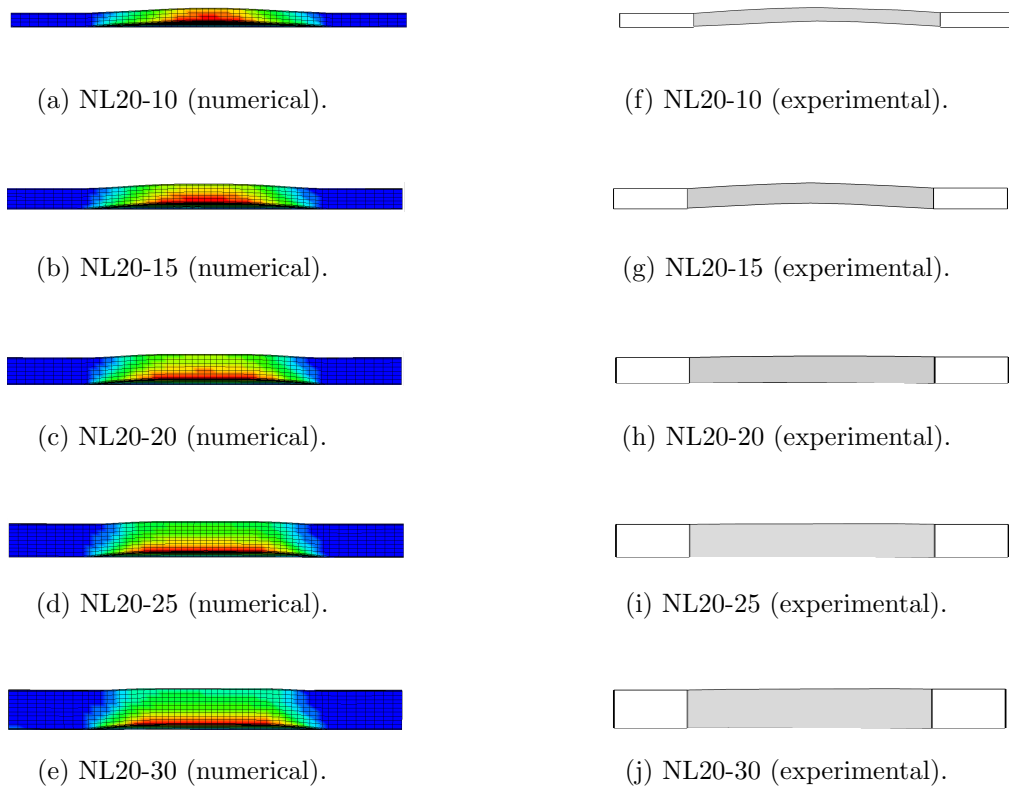 (a) NL20-10 (numerical).
(f) NL20-10 (experimental).
(b) NL20-15 (numerical).
(g) NL20-15 (experimental).
(c) NL20-20 (numerical).
(h) NL20-20 (experimental).
(d) NL20-25 (numerical).
(i) NL20-25 (experimental).
(e) NL20-30 (numerical).
(j) NL20-30 (experimental).